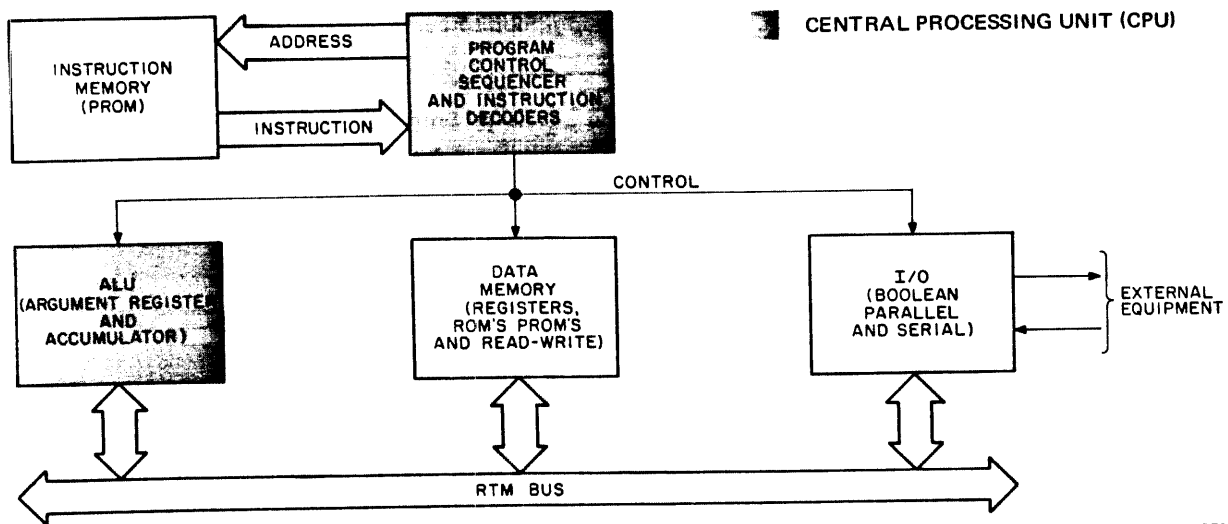 CENTRAL PROCESSING UNIT (CPU)
INSTRUCTION
MEMORY
(PROM)
ADDRESS
INSTRUCTION
PROGRAM
CONTROL
SEQUENCER
AND INSTRUCTION
DECODERS
CONTROL
ALU
(ARGUMENT REGISTER
AND
ACCUMULATOR)
DATA
MEMORY
(REGISTERS,
ROM'S PROM'S
AND READ-WRITE)
I/O
(BOOLEAN
PARALLEL
AND SERIAL)
EXTERNAL
EQUIPMENT
RTM BUS